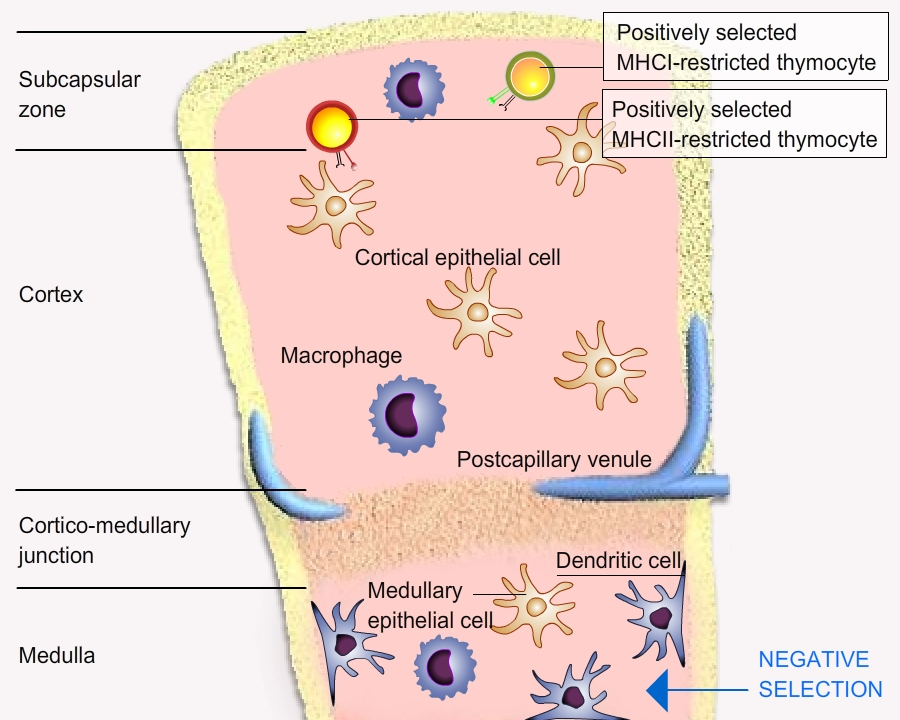 Positively selected
MHCI-restricted thymocyte
Subcapsular
zone
Positively selected
MHCII-restricted thymocyte
Cortical epithelial cell
Cortex
Macrophage
Postcapillary venule
Cortico-medullary
junction
Dendritic cell
Medullary
epithelial cell
Medulla
NEGATIVE
SELECTION